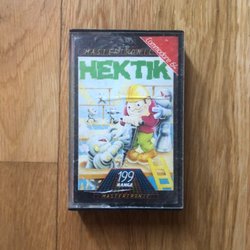 MASTERTRONIC
Commodore 64
HEKTIK
199
RANGE
MASTERTRONIC